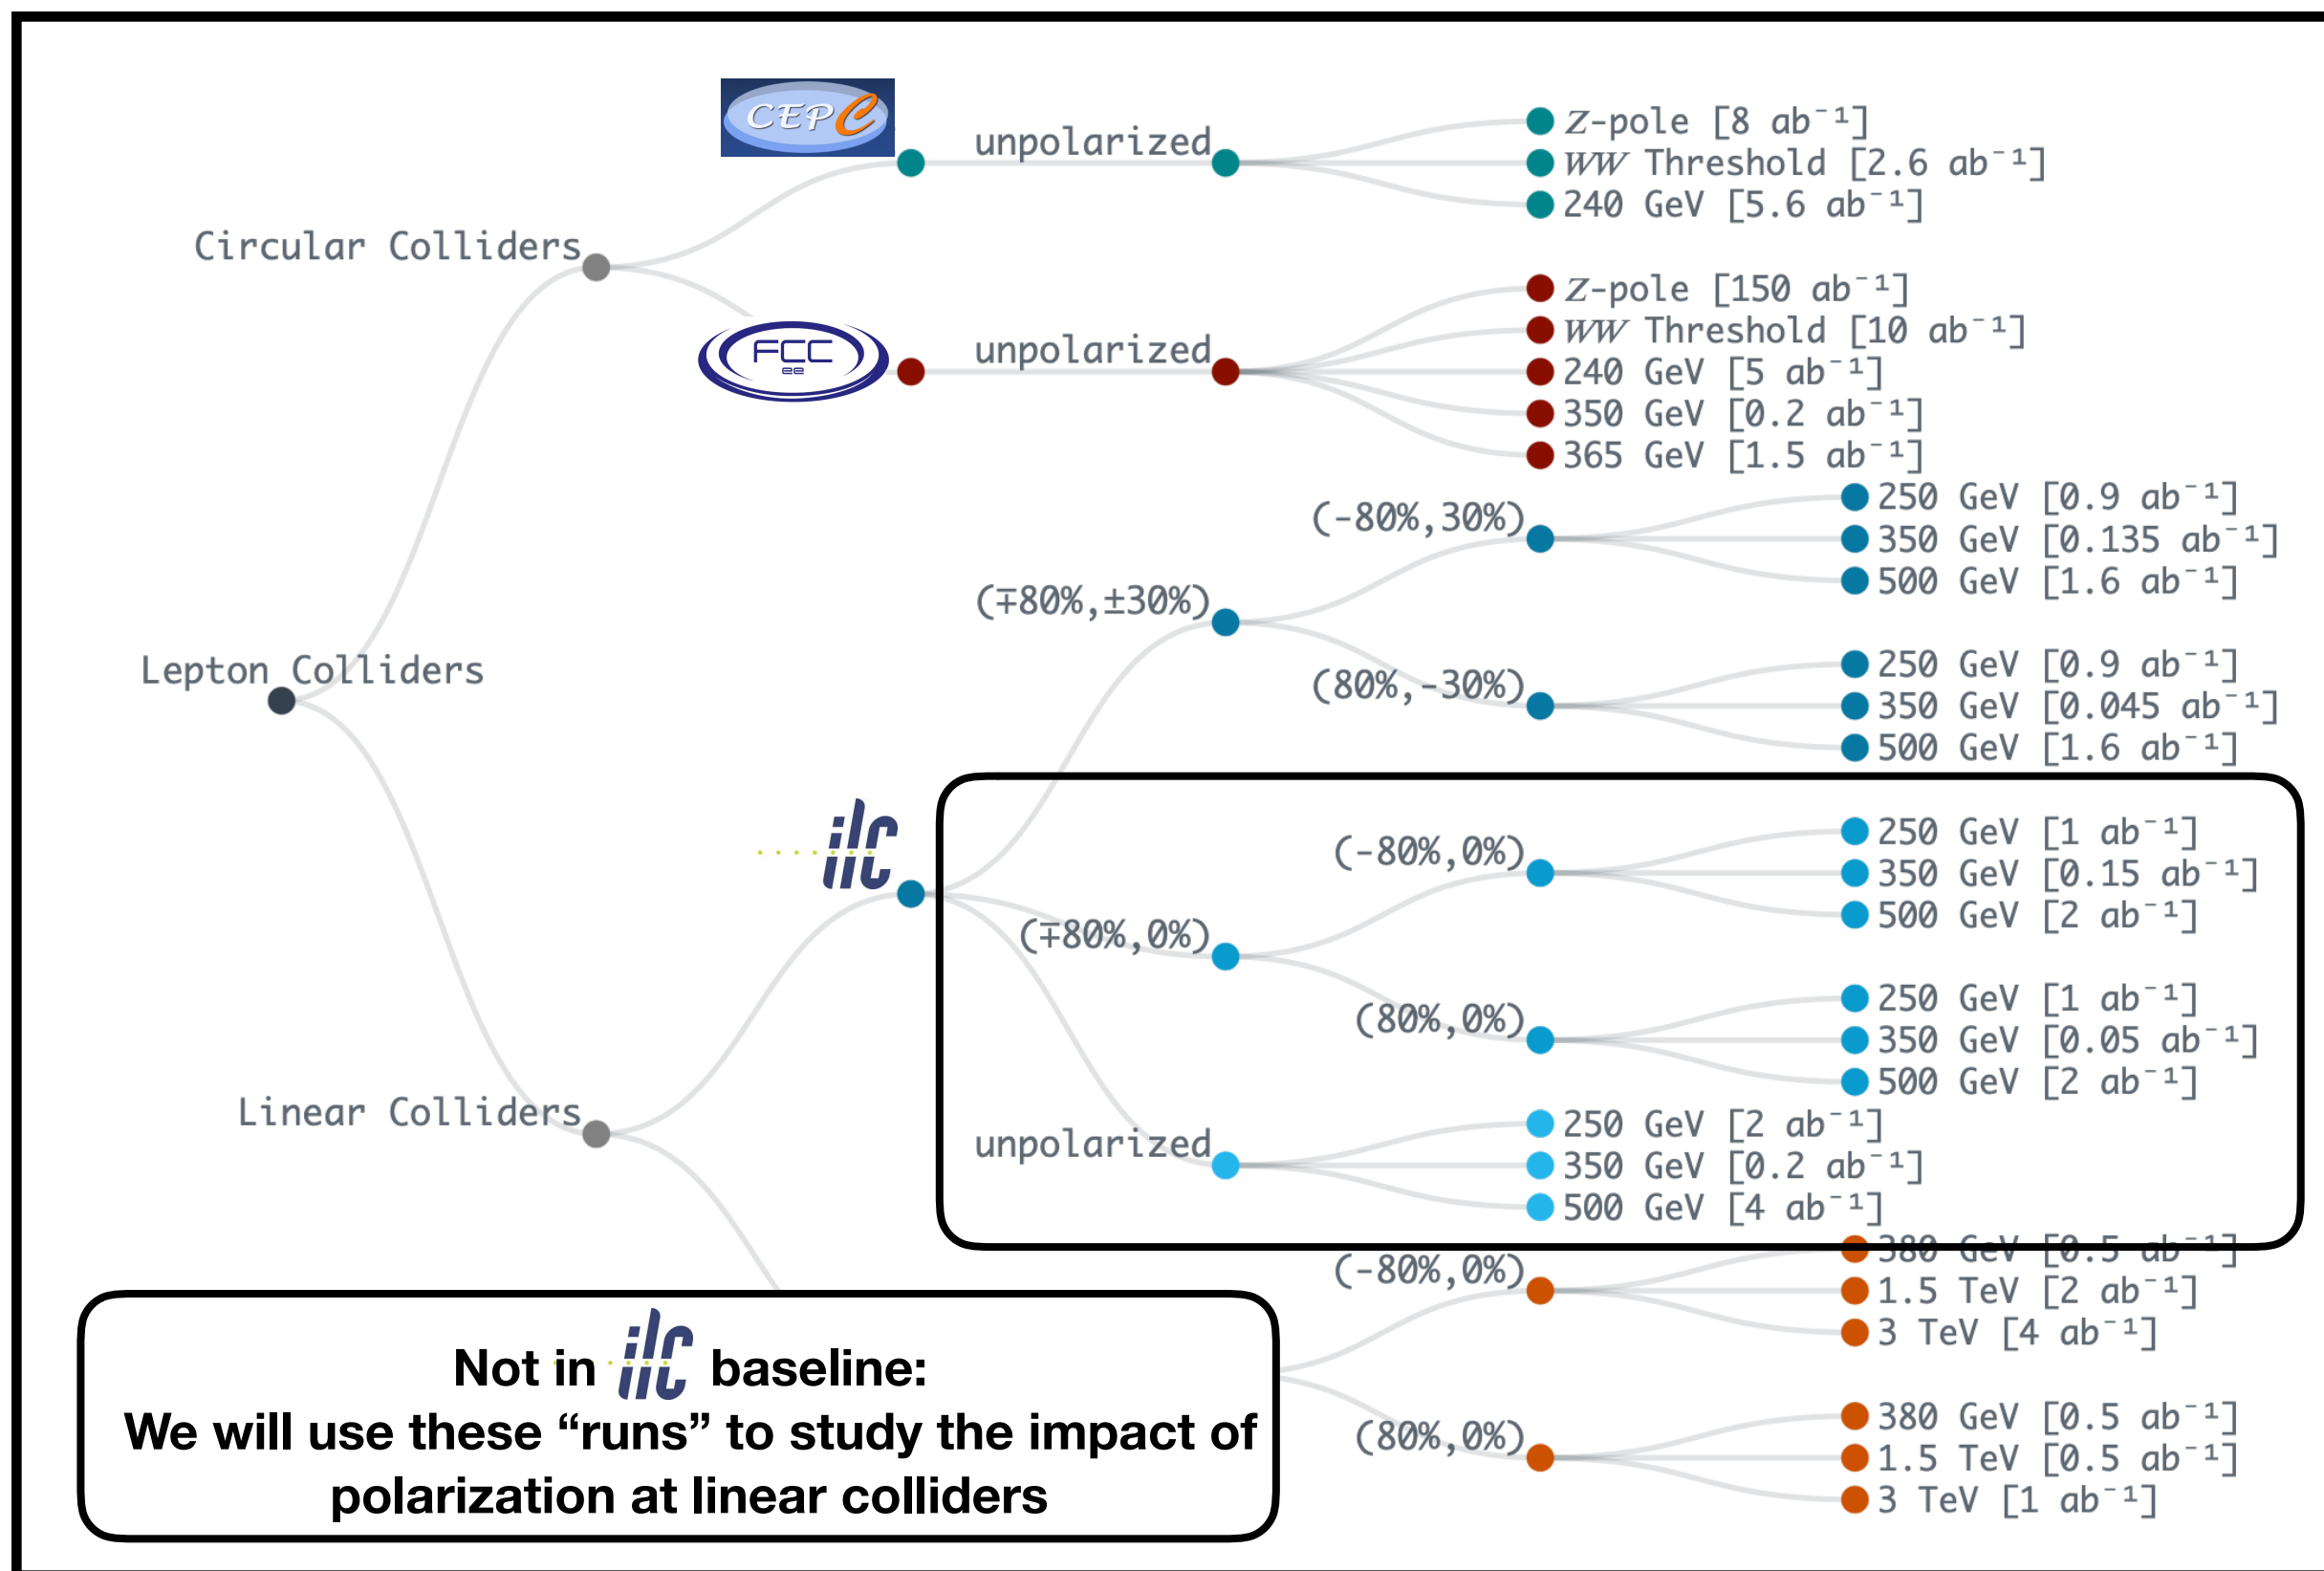 CEPC
unpolarized
Z-pole [8 ab⁻¹]
WW Threshold [2.6 ab⁻¹]
240 GeV [5.6 ab⁻¹]
Circular Colliders
FCC
ee
unpolarized
Z-pole [150 ab⁻¹]
WW Threshold [10 ab⁻¹]
240 GeV [5 ab⁻¹]
350 GeV [0.2 ab⁻¹]
365 GeV [1.5 ab⁻¹]
Lepton Colliders
(∓80%,±30%)
(-80%,30%)
250 GeV [0.9 ab⁻¹]
350 GeV [0.135 ab⁻¹]
500 GeV [1.6 ab⁻¹]
(80%,-30%)
250 GeV [0.9 ab⁻¹]
350 GeV [0.045 ab⁻¹]
500 GeV [1.6 ab⁻¹]
ilc
(∓80%,0%)
(-80%,0%)
250 GeV [1 ab⁻¹]
350 GeV [0.15 ab⁻¹]
500 GeV [2 ab⁻¹]
(80%,0%)
250 GeV [1 ab⁻¹]
350 GeV [0.05 ab⁻¹]
500 GeV [2 ab⁻¹]
Linear Colliders
unpolarized
250 GeV [2 ab⁻¹]
350 GeV [0.2 ab⁻¹]
500 GeV [4 ab⁻¹]
(-80%,0%)
380 GeV [0.5 ab⁻¹]
1.5 TeV [2 ab⁻¹]
3 TeV [4 ab⁻¹]
(80%,0%)
380 GeV [0.5 ab⁻¹]
1.5 TeV [0.5 ab⁻¹]
3 TeV [1 ab⁻¹]
Not in ilc baseline:
We will use these “runs” to study the impact of
polarization at linear colliders